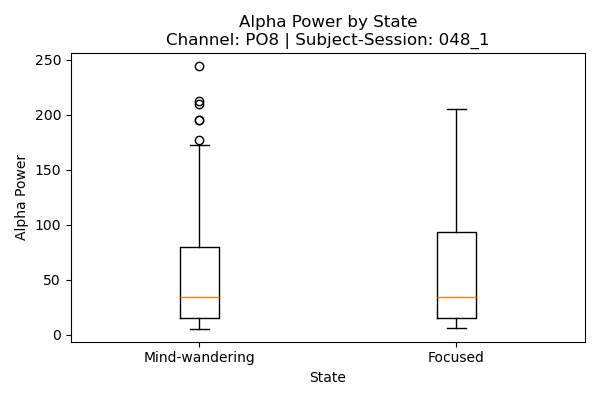 Alpha Power by State
Channel: PO8 | Subject-Session: 048_1
250
200
150
100
50
0
Alpha Power
Mind-wandering
Focused
State